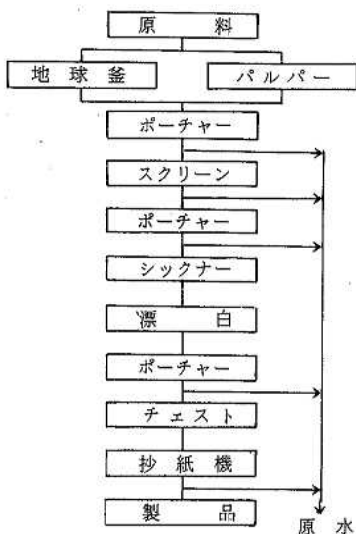 原料
地球釜 パルパー
ポーチャー
スクリーン
ポーチャー
シックナー
漂白
ポーチャー
チェスト
抄紙機
製品
原水